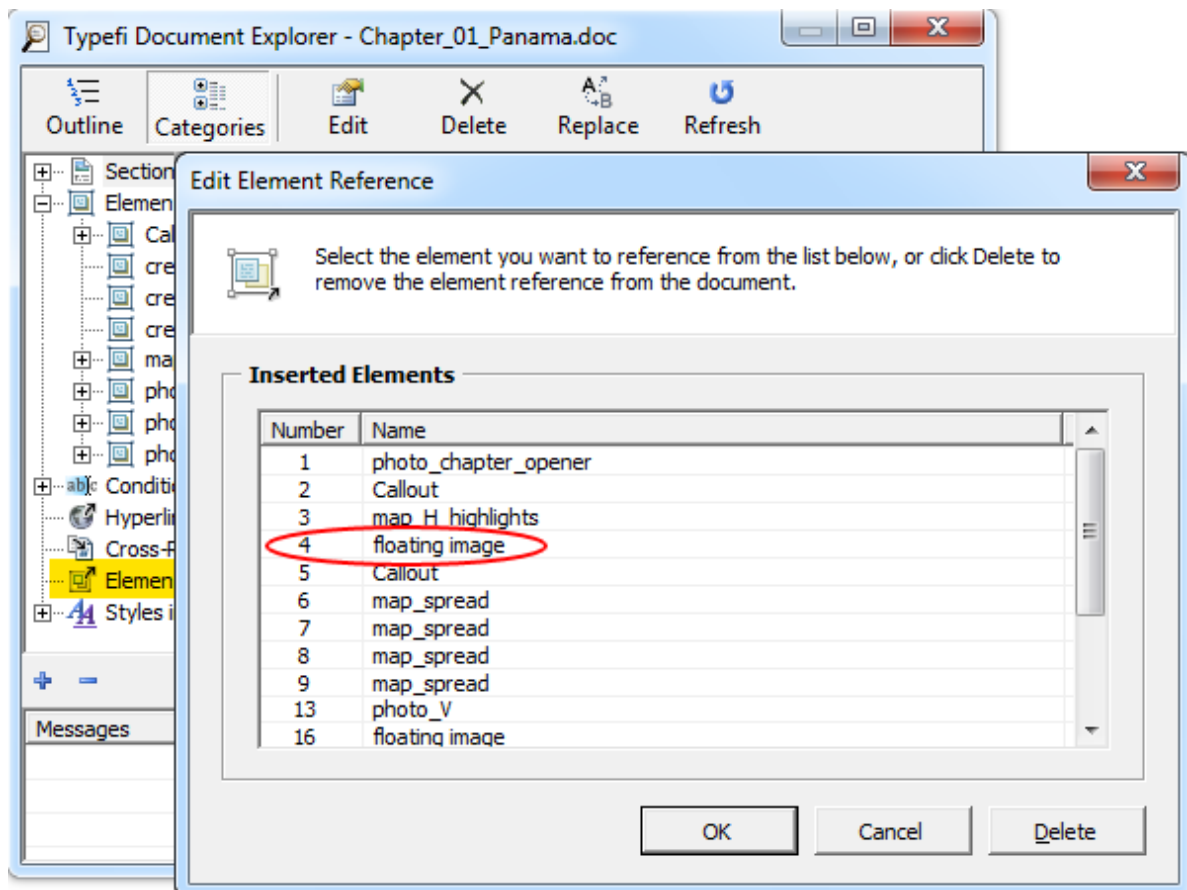 Typefi Document Explorer - Chapter_01_Panama.doc
Outline Categories Edit Delete Replace Refresh
Section
Elemen
Cal
cre
cre
cre
ma
pho
pho
pho
Conditi
Hyperli
Cross-R
Elemen
Styles i
Messages
Edit Element Reference
Select the element you want to reference from the list below, or click Delete to
remove the element reference from the document.
Inserted Elements
Number Name
1 photo_chapter_opener
2 Callout
3 map_H_highlights
4 floating image
5 Callout
6 map_spread
7 map_spread
8 map_spread
9 map_spread
13 photo_V
16 floating image
OK Cancel Delete